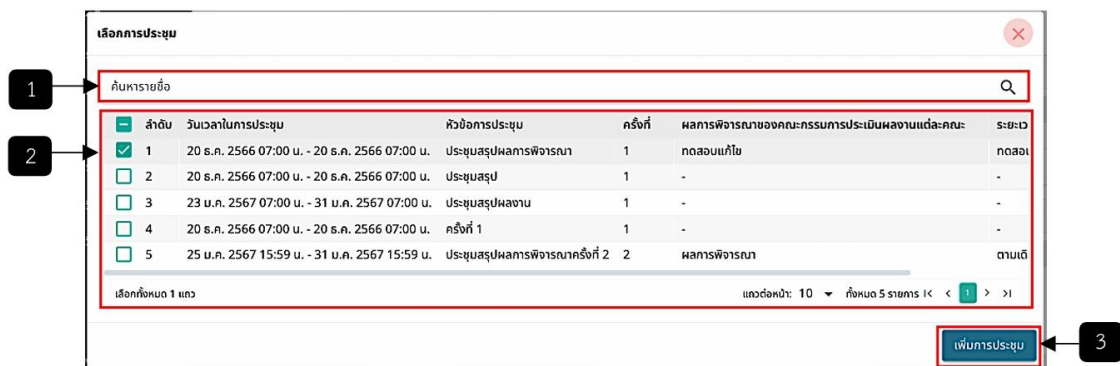 เลือกการประชุม
1
ค้นหารายชื่อ
2
ลำดับ วันเวลาในการประชุม หัวข้อการประชุม ครั้งที่ ผลการพิจารณาของคณะกรรมการประเมินผลงานแต่ละคณะ ระยะเว
1 20 ธ.ค. 2566 07:00 น. - 20 ธ.ค. 2566 07:00 น. ประชุมสรุปผลการพิจารณา 1 ทดสอบแก้ไข ทดสอ
2 20 ธ.ค. 2566 07:00 น. - 20 ธ.ค. 2566 07:00 น. ประชุมสรุป 1 - -
3 23 ม.ค. 2567 07:00 น. - 31 ม.ค. 2567 07:00 น. ประชุมสรุปผลงาน 1 - -
4 20 ธ.ค. 2566 07:00 น. - 20 ธ.ค. 2566 07:00 น. ครั้งที่ 1 1 - -
5 25 ม.ค. 2567 15:59 น. - 31 ม.ค. 2567 15:59 น. ประชุมสรุปผลการพิจารณาครั้งที่ 2 2 ผลการพิจารณา ตามเดิ
เลือกทั้งหมด 1 แถว แถวต่อหน้า: 10 ทั้งหมด 5 รายการ 1
เพิ่มการประชุม
3